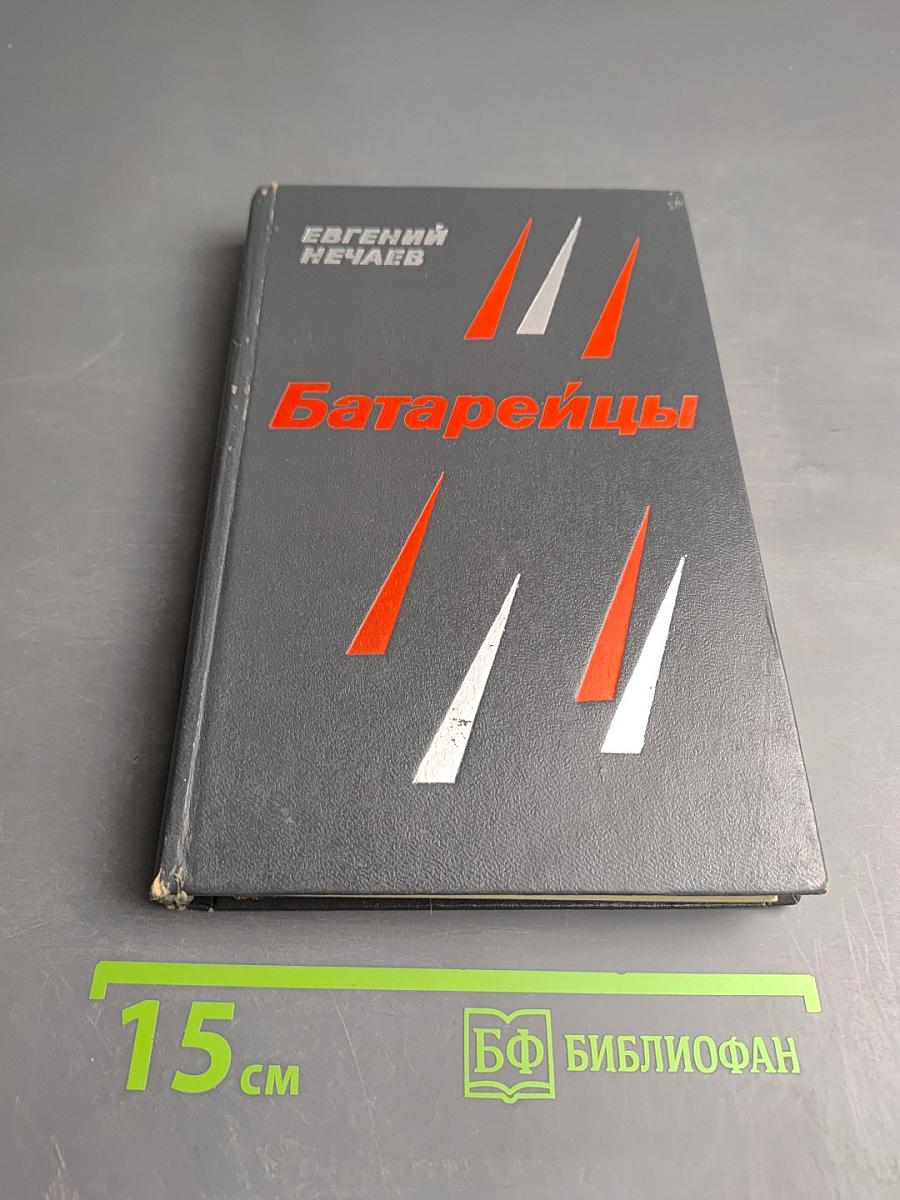 ЕВГЕНИЙ
НЕЧАЕВ
Батарейцы
15 см
БФ БИБЛИОФАН